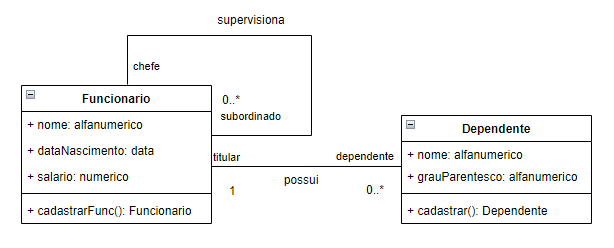 supervisiona
chefe
Funcionario
0..*
subordinado
+ nome: alfanumerico
+ dataNascimento: data
+ salario: numerico
+ cadastrarFunc(): Funcionario
titular
dependente
possui
1
0..*
Dependente
+ nome: alfanumerico
+ grauParentesco: alfanumerico
+ cadastrar(): Dependente